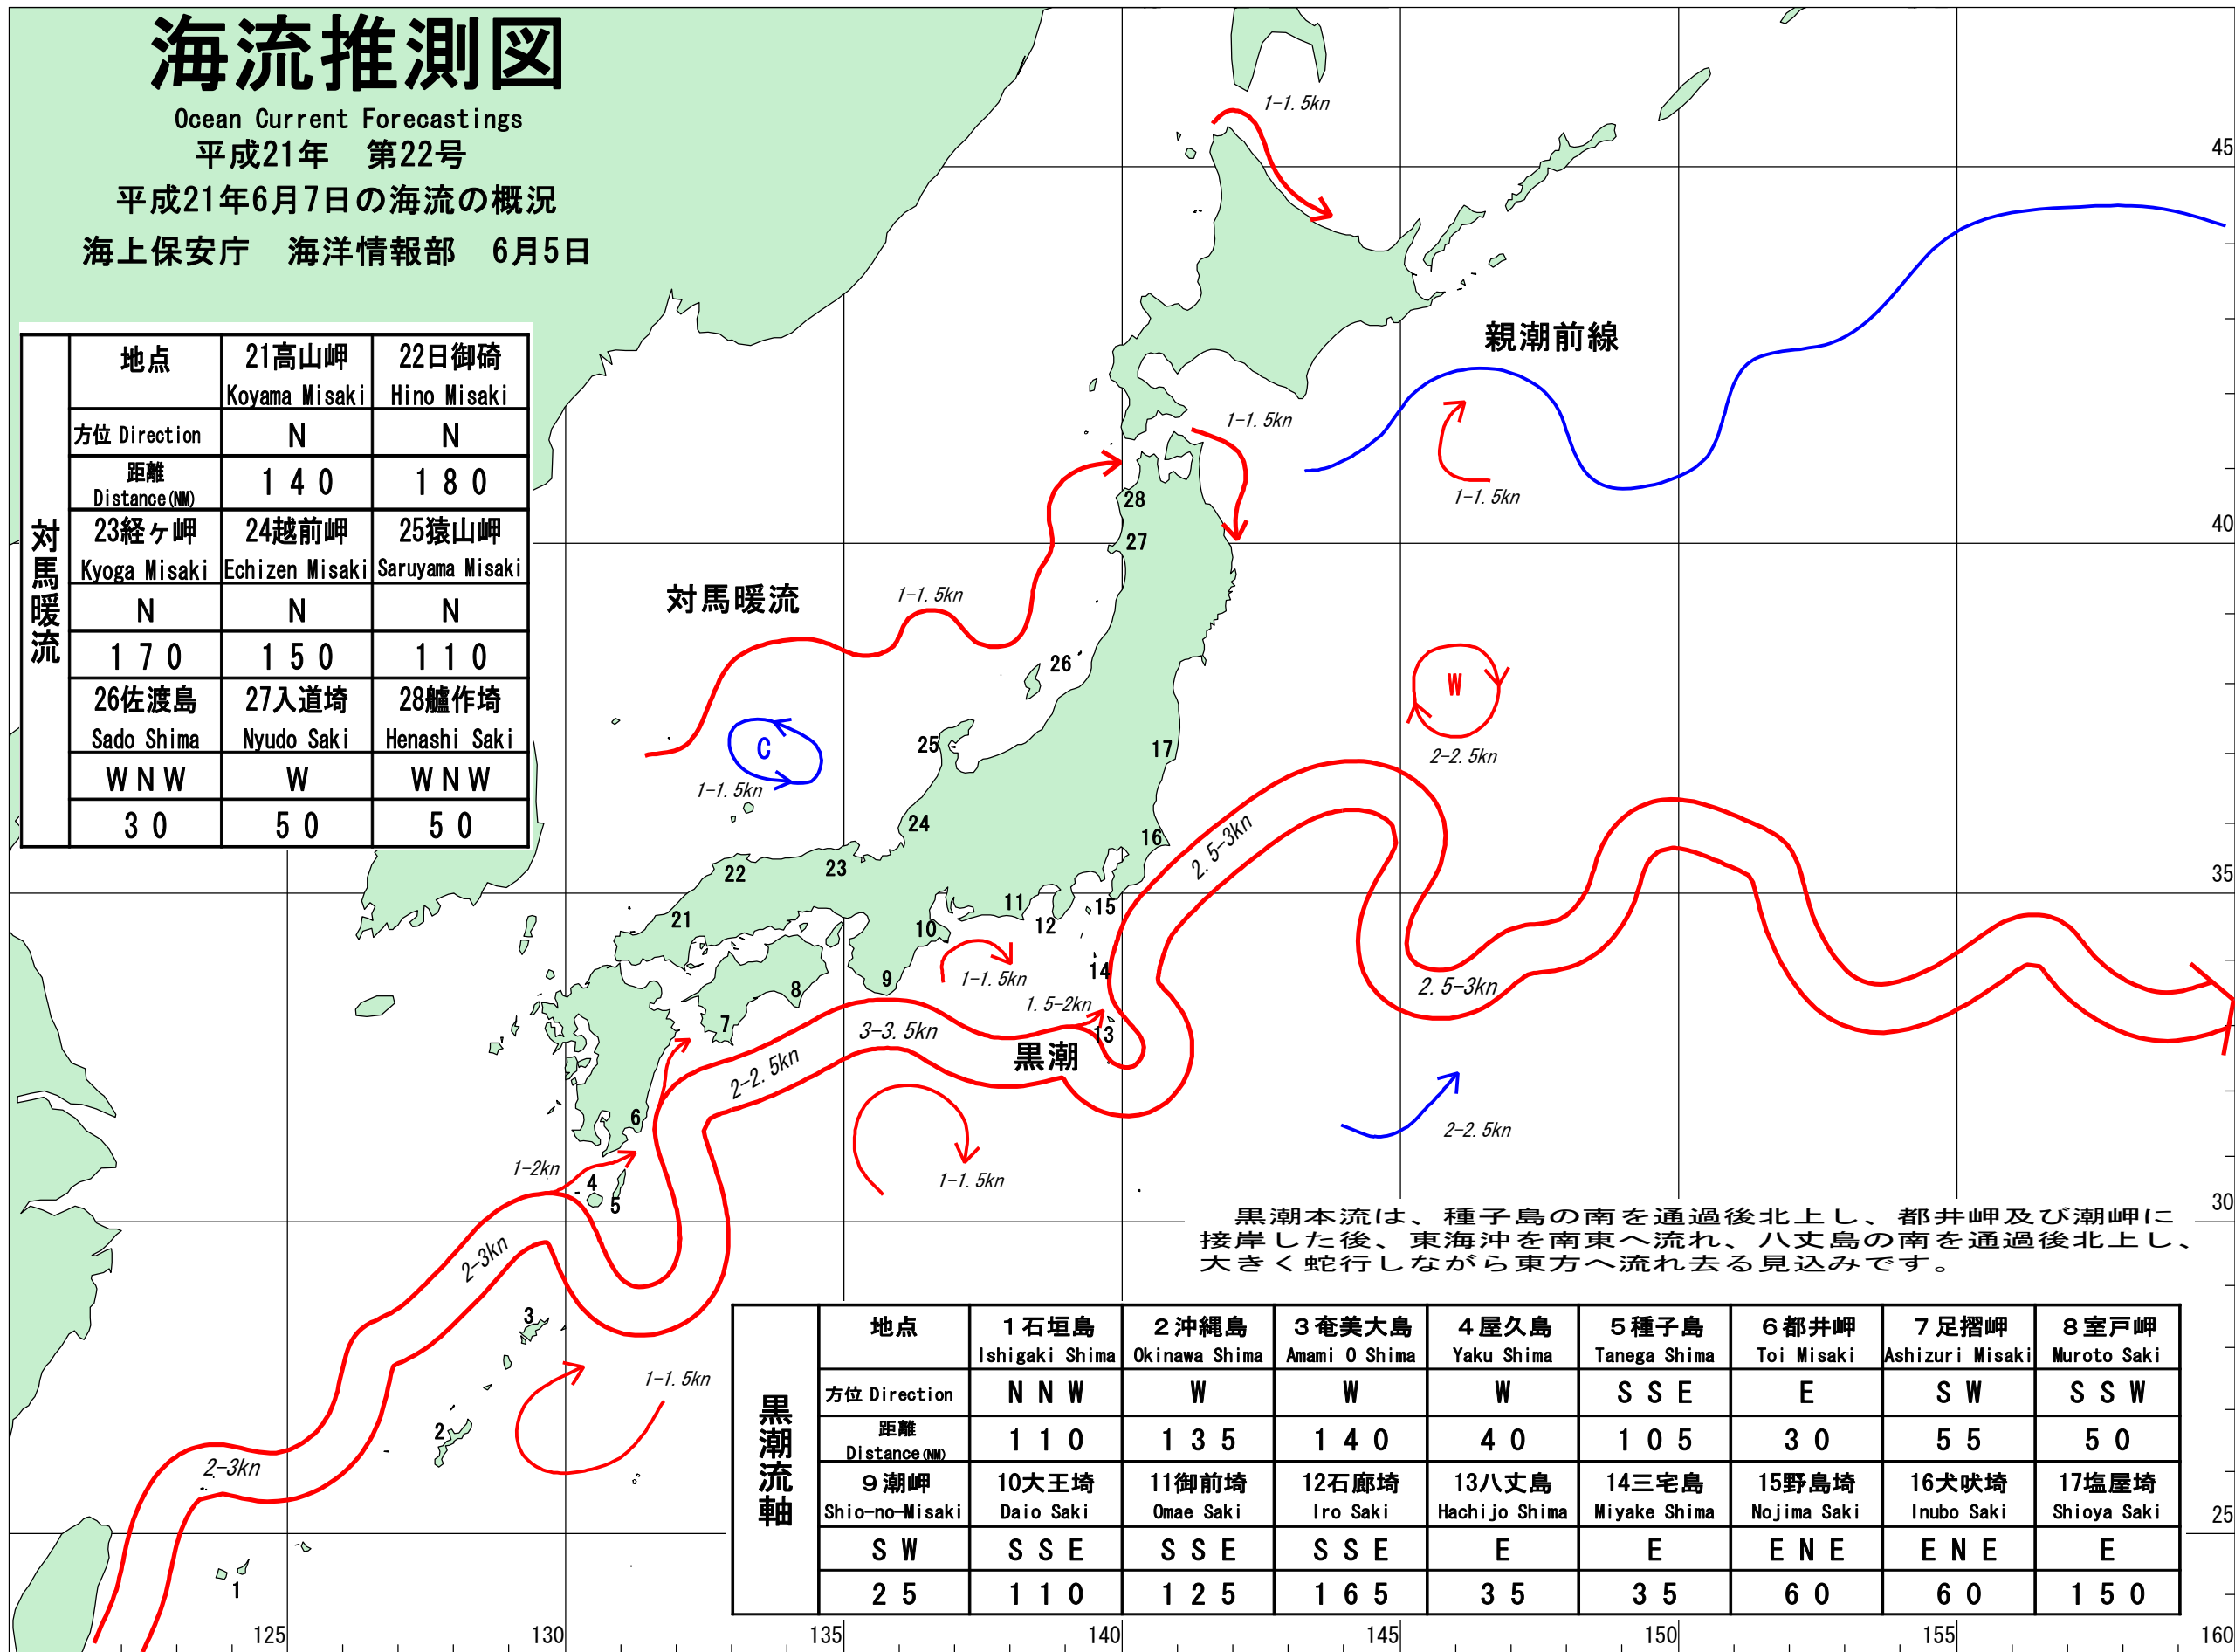 海流推測図
Ocean Current Forecastings
平成21年　第22号
平成21年6月7日の海流の概況
海上保安庁　海洋情報部　6月5日
対馬暖流
地点 21高山岬 22日御碕
Koyama Misaki Hino Misaki
方位 Direction N N
距離 Distance(NM) 140 180
23経ヶ岬 24越前岬 25猿山岬
Kyoga Misaki Echizen Misaki Saruyama Misaki
N N N
170 150 110
26佐渡島 27入道埼 28艫作埼
Sado Shima Nyudo Saki Henashi Saki
WNW W WNW
30 50 50
1-1.5kn
45
親潮前線
1-1.5kn
1-1.5kn
28
40
27
対馬暖流
1-1.5kn
26
W
25
C
17
2-2.5kn
1-1.5kn
24
16
2.5-3kn
22
23
35
21
11
15
10
12
14
9
1-1.5kn
8
2.5-3kn
1.5-2kn
7
3-3.5kn
13
黒潮
2-2.5kn
6
2-2.5kn
1-2kn
4
5
1-1.5kn
30
黒潮本流は、種子島の南を通過後北上し、都井岬及び潮岬に
接岸した後、東海沖を南東へ流れ、八丈島の南を通過後北上し、
大きく蛇行しながら東方へ流れ去る見込みです。
2-3kn
3
1-1.5kn
2
2-3kn
1
25
黒潮流軸
地点 1石垣島 2沖縄島 3奄美大島 4屋久島 5種子島 6都井岬 7足摺岬 8室戸岬
Ishigaki Shima Okinawa Shima Amami O Shima Yaku Shima Tanega Shima Toi Misaki Ashizuri Misaki Muroto Saki
方位 Direction NNW W W W SSE E SW SSW
距離 Distance(NM) 110 135 140 40 105 30 55 50
9潮岬 10大王埼 11御前埼 12石廊埼 13八丈島 14三宅島 15野島埼 16犬吠埼 17塩屋埼
Shio-no-Misaki Daio Saki Omae Saki Iro Saki Hachijo Shima Miyake Shima Nojima Saki Inubo Saki Shioya Saki
SW SSE SSE SSE E E ENE ENE E
25 110 125 165 35 35 60 60 150
125 130 135 140 145 150 155 160